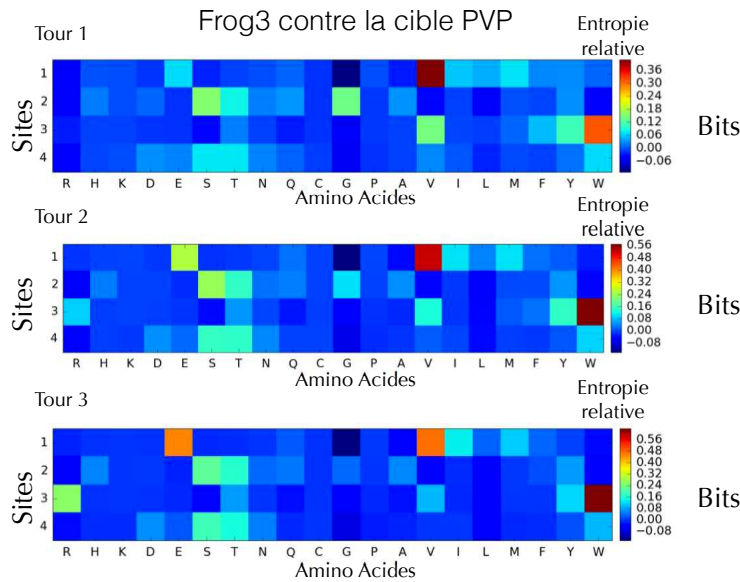 Frog3 contre la cible PVP
Tour 1
Entropie
relative
Sites
1
2
3
4
R H K D E S T N Q C G P A V I L M F Y W
Amino Acides
0.36
0.30
0.24
0.18
0.12
0.06
0.00
−0.06
Bits
Tour 2
Entropie
relative
Sites
1
2
3
4
R H K D E S T N Q C G P A V I L M F Y W
Amino Acides
0.56
0.48
0.40
0.32
0.24
0.16
0.08
0.00
−0.08
Bits
Tour 3
Entropie
relative
Sites
1
2
3
4
R H K D E S T N Q C G P A V I L M F Y W
Amino Acides
0.56
0.48
0.40
0.32
0.24
0.16
0.08
0.00
−0.08
Bits